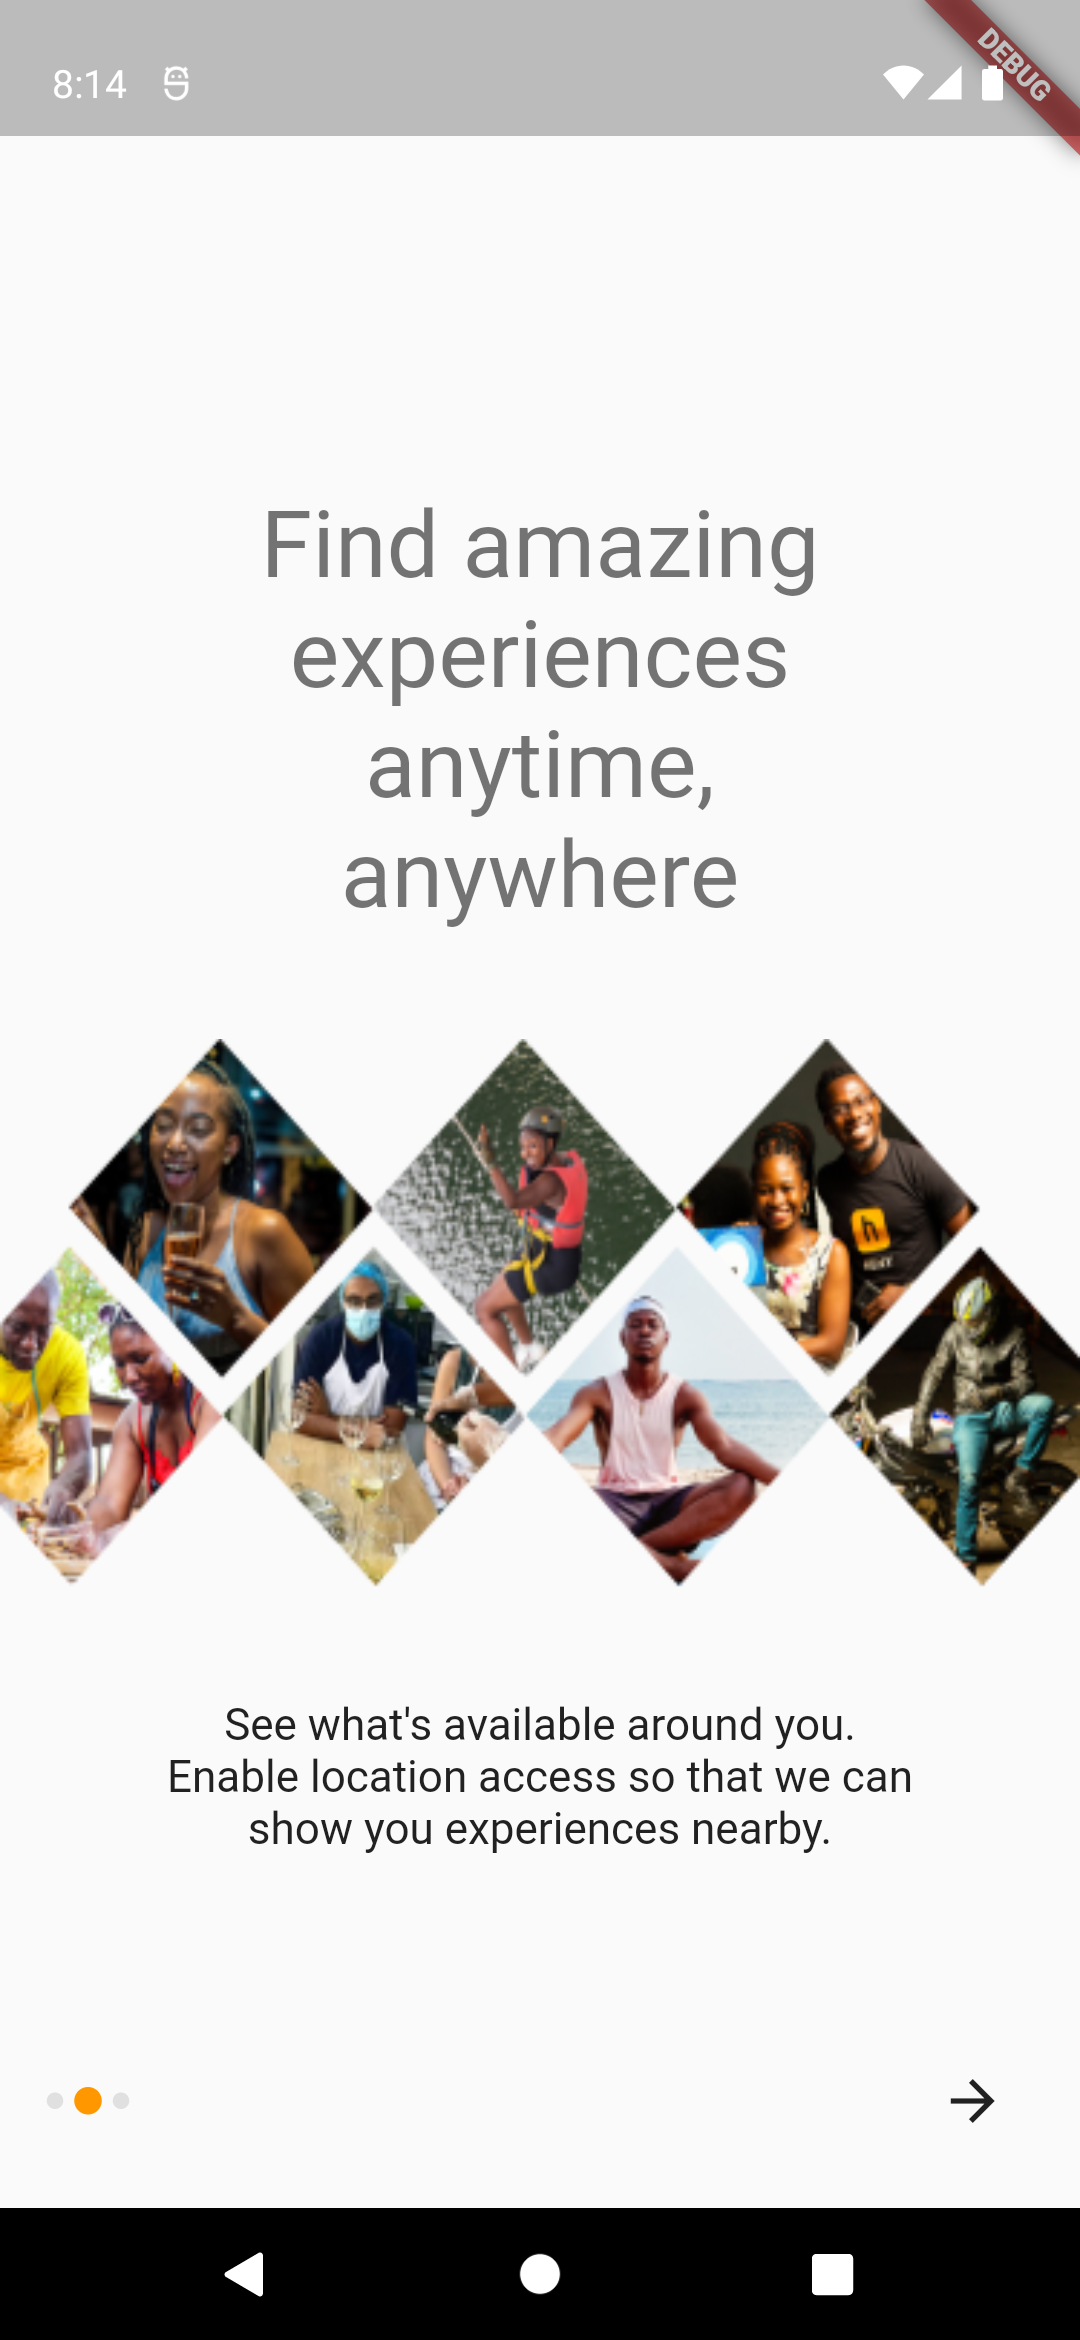 8:14
DEBUG
Find amazing
experiences
anytime,
anywhere
h
See what's available around you.
Enable location access so that we can
show you experiences nearby.